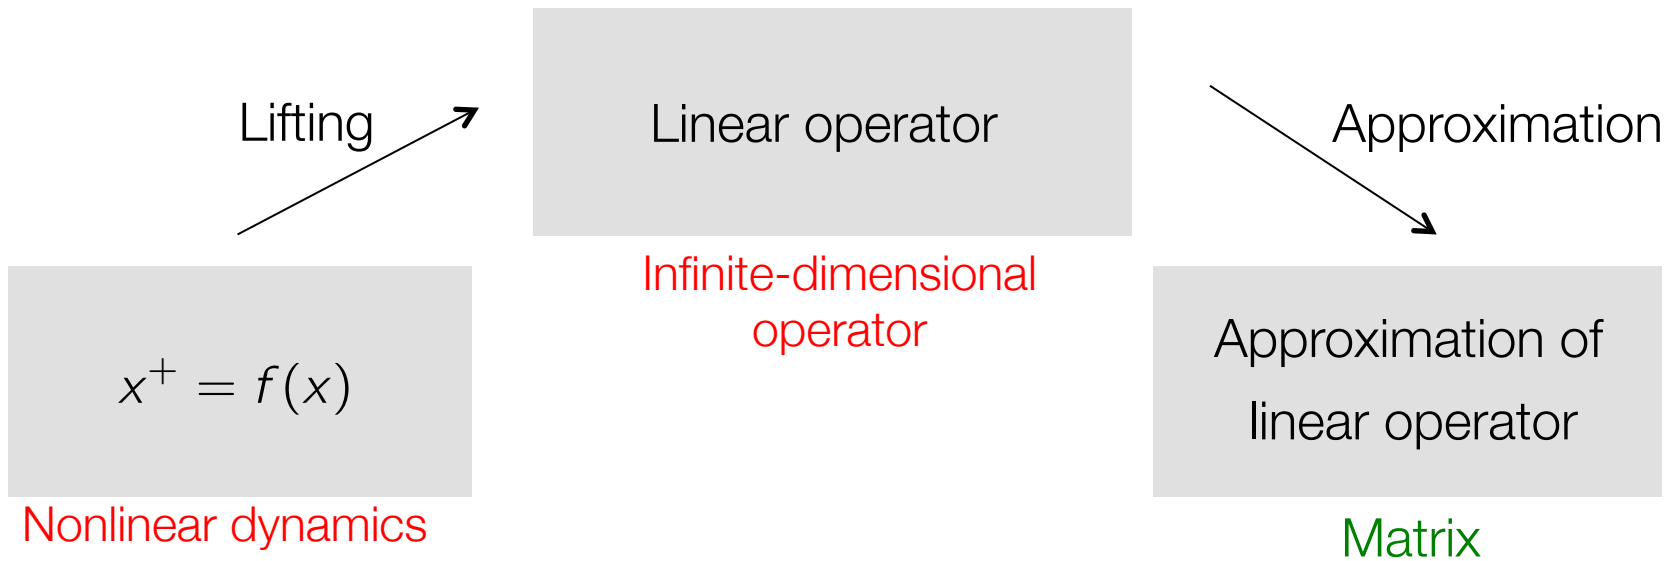 Lifting
Linear operator
Approximation
Infinite-dimensional
operator
x⁺ = f(x)
Nonlinear dynamics
Approximation of
linear operator
Matrix